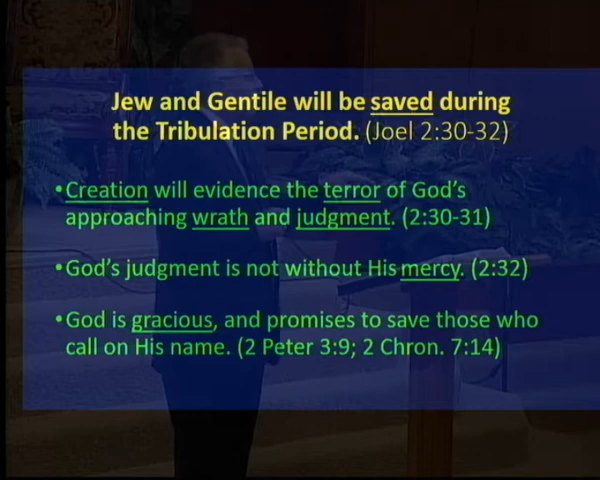 Jew and Gentile will be saved during
the Tribulation Period. (Joel 2:30-32)
•Creation will evidence the terror of God's
approaching wrath and judgment. (2:30-31)
•God's judgment is not without His mercy. (2:32)
•God is gracious, and promises to save those who
call on His name. (2 Peter 3:9; 2 Chron. 7:14)